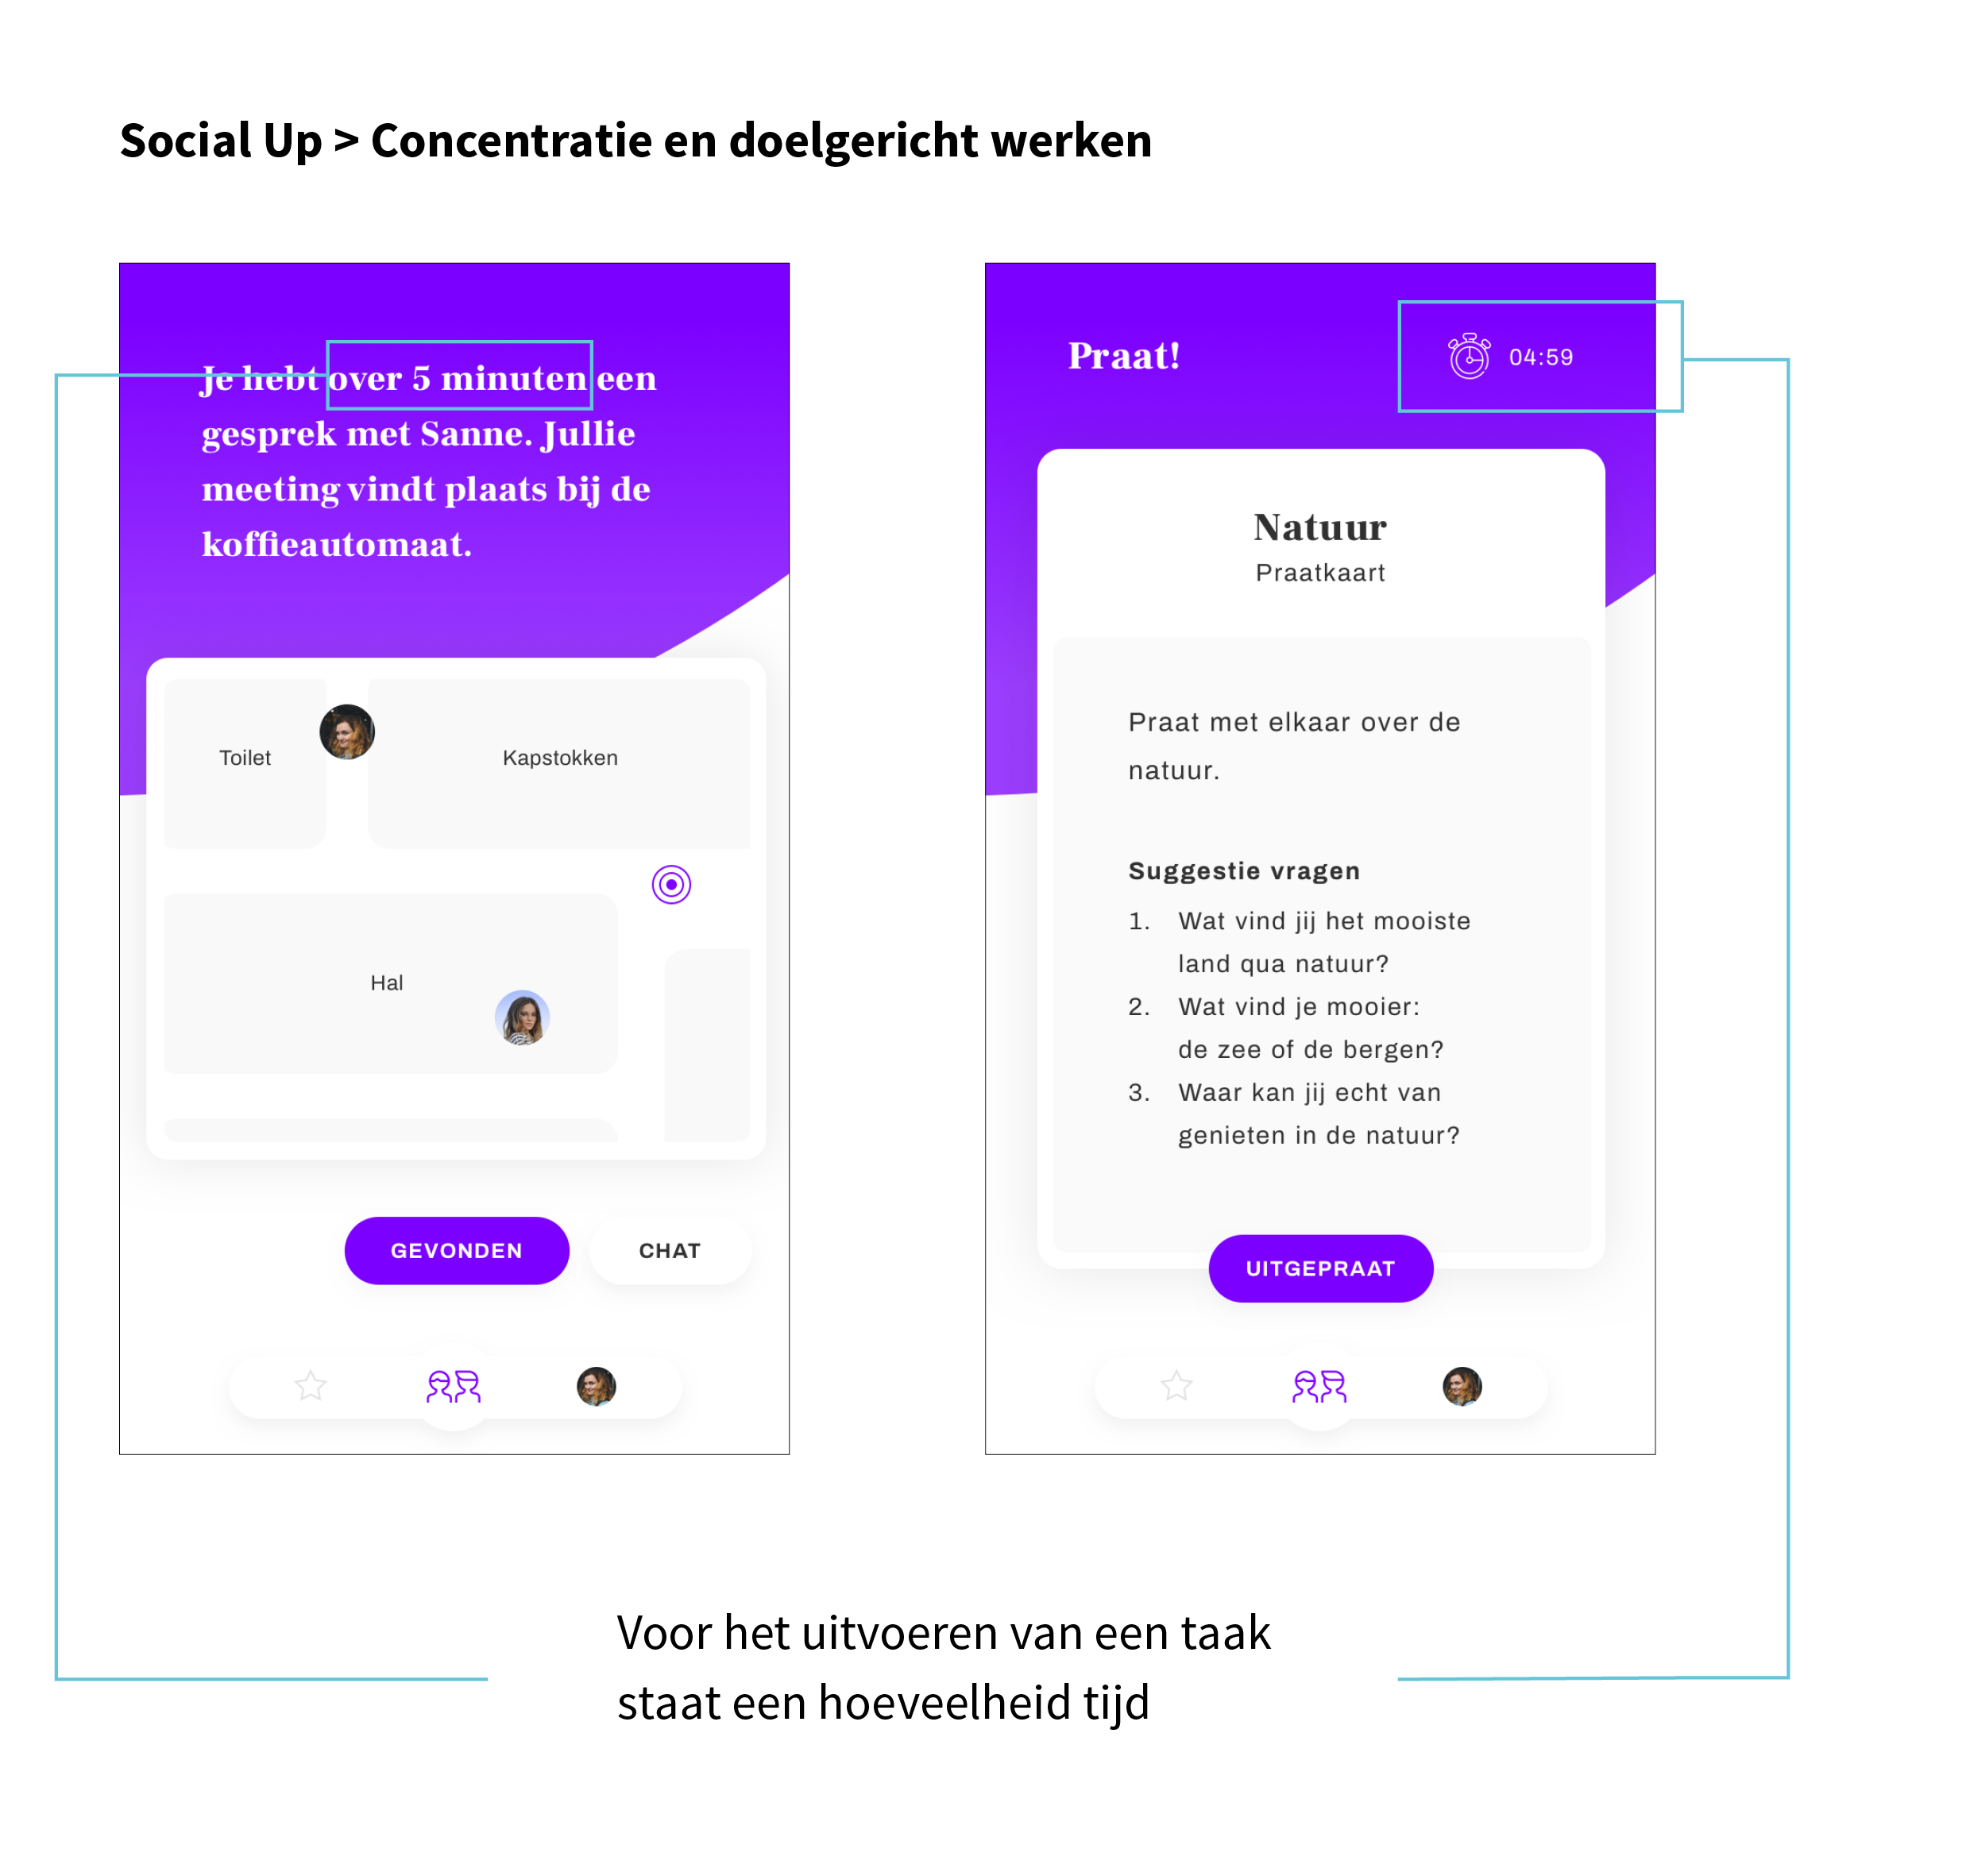 Social Up > Concentratie en doelgericht werken
Je hebt over 5 minuten een
gesprek met Sanne. Jullie
meeting vindt plaats bij de
koffieautomaat.
Toilet
Kapstokken
Hal
GEVONDEN
CHAT
Praat!
04:59
Natuur
Praatkaart
Praat met elkaar over de
natuur.
Suggestie vragen
1. Wat vind jij het mooiste
land qua natuur?
2. Wat vind je mooier:
de zee of de bergen?
3. Waar kan jij echt van
genieten in de natuur?
UITGEPRAAT
Voor het uitvoeren van een taak
staat een hoeveelheid tijd